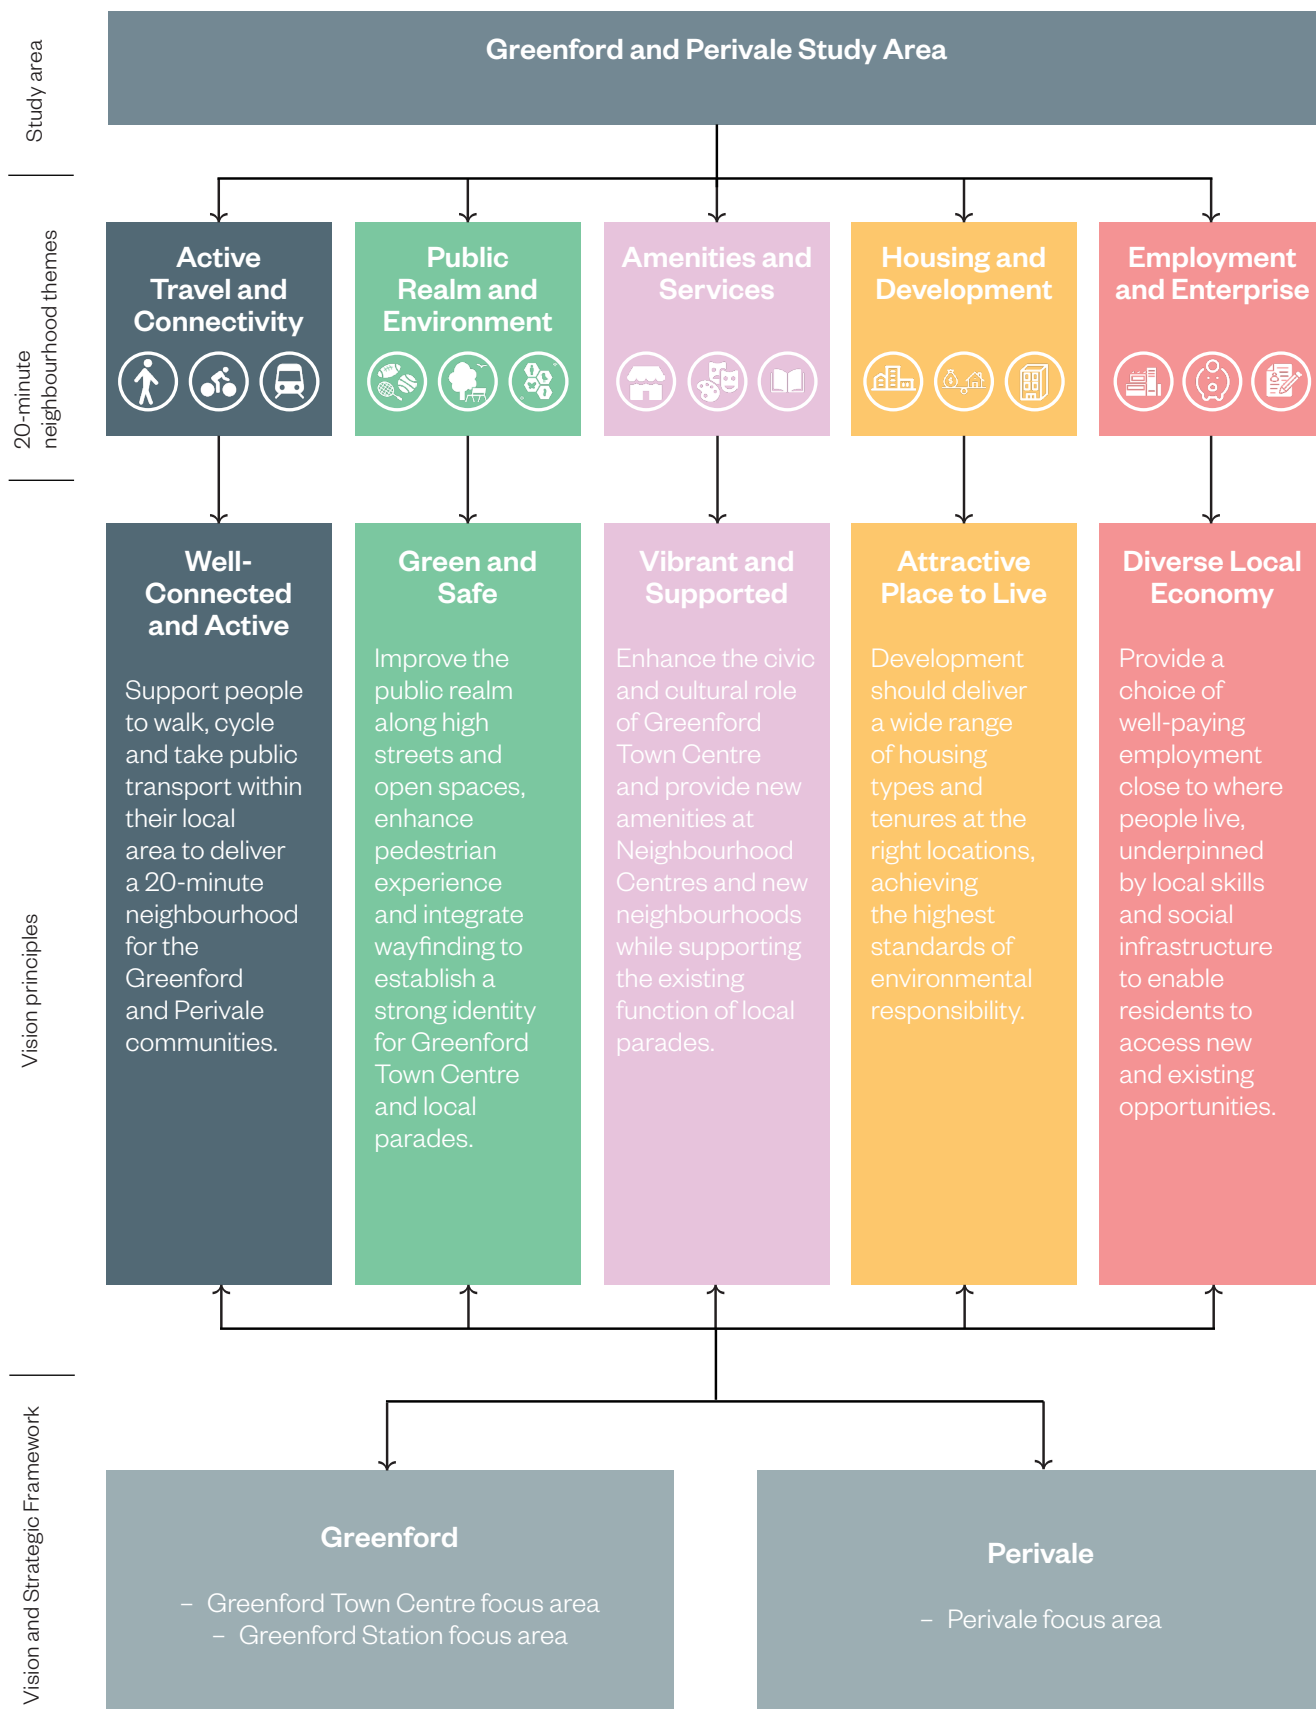 Study area
Greenford and Perivale Study Area
20-minute
neighbourhood themes
Active
Travel and
Connectivity
Public
Realm and
Environment
Amenities and
Services
Housing and
Development
Employment
and Enterprise
Vision principles
Well-
Connected
and Active
Support people
to walk, cycle
and take public
transport within
their local
area to deliver
a 20-minute
neighbourhood
for the
Greenford
and Perivale
communities.
Green and
Safe
Improve the
public realm
along high
streets and
open spaces,
enhance
pedestrian
experience
and integrate
wayfinding to
establish a
strong identity
for Greenford
Town Centre
and local
parades.
Vibrant and
Supported
Enhance the civic
and cultural role
of Greenford
Town Centre
and provide new
amenities at
Neighbourhood
Centres and new
neighbourhoods
while supporting
the existing
function of local
parades.
Attractive
Place to Live
Development
should deliver
a wide range
of housing
types and
tenures at the
right locations,
achieving
the highest
standards of
environmental
responsibility.
Diverse Local
Economy
Provide a
choice of
well-paying
employment
close to where
people live,
underpinned
by local skills
and social
infrastructure
to enable
residents to
access new
and existing
opportunities.
Vision and Strategic Framework
Greenford
– Greenford Town Centre focus area
– Greenford Station focus area
Perivale
– Perivale focus area